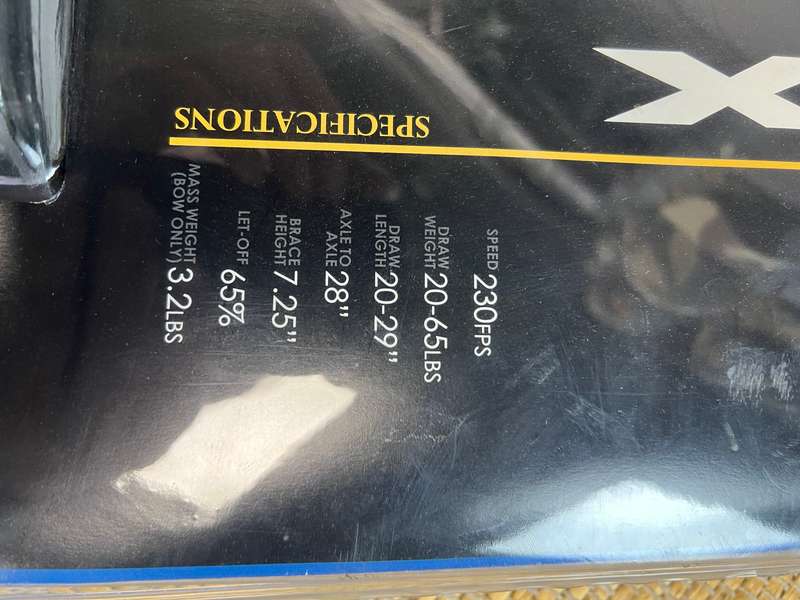 X
SPECIFICATIONS
SPEED 230FPS
DRAW
WEIGHT 20-65LBS
DRAW
LENGTH 20-29"
AXLE TO
AXLE 28"
BRACE
HEIGHT 7.25"
LET-OFF 65%
MASS WEIGHT
(BOW ONLY) 3.2LBS